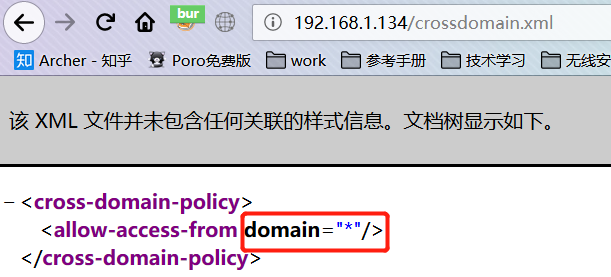 bur
192.168.1.134/crossdomain.xml
知 Archer - 知乎 Poro免费版 work 参考手册 技术学习 无线安
该 XML 文件并未包含任何关联的样式信息。文档树显示如下。
– <cross-domain-policy>
<allow-access-from domain="*"/>
</cross-domain-policy>